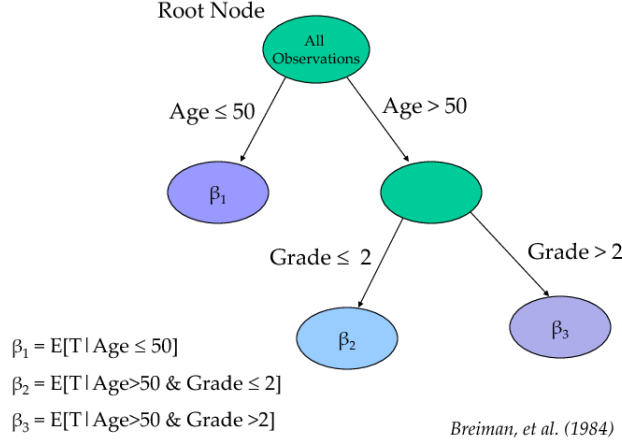 Root Node
All
Observations
Age ≤ 50
Age > 50
β1
Grade ≤ 2
Grade > 2
β2
β3
β1 = E[T|Age ≤ 50]
β2 = E[T|Age>50 & Grade ≤ 2]
β3 = E[T|Age>50 & Grade >2]
Breiman, et al. (1984)